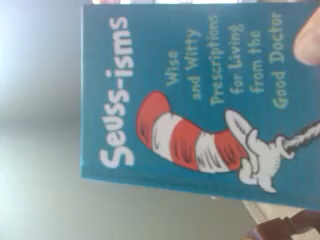 Seuss-isms
Wise
and Witty
Prescriptions
for Living
from the
Good Doctor